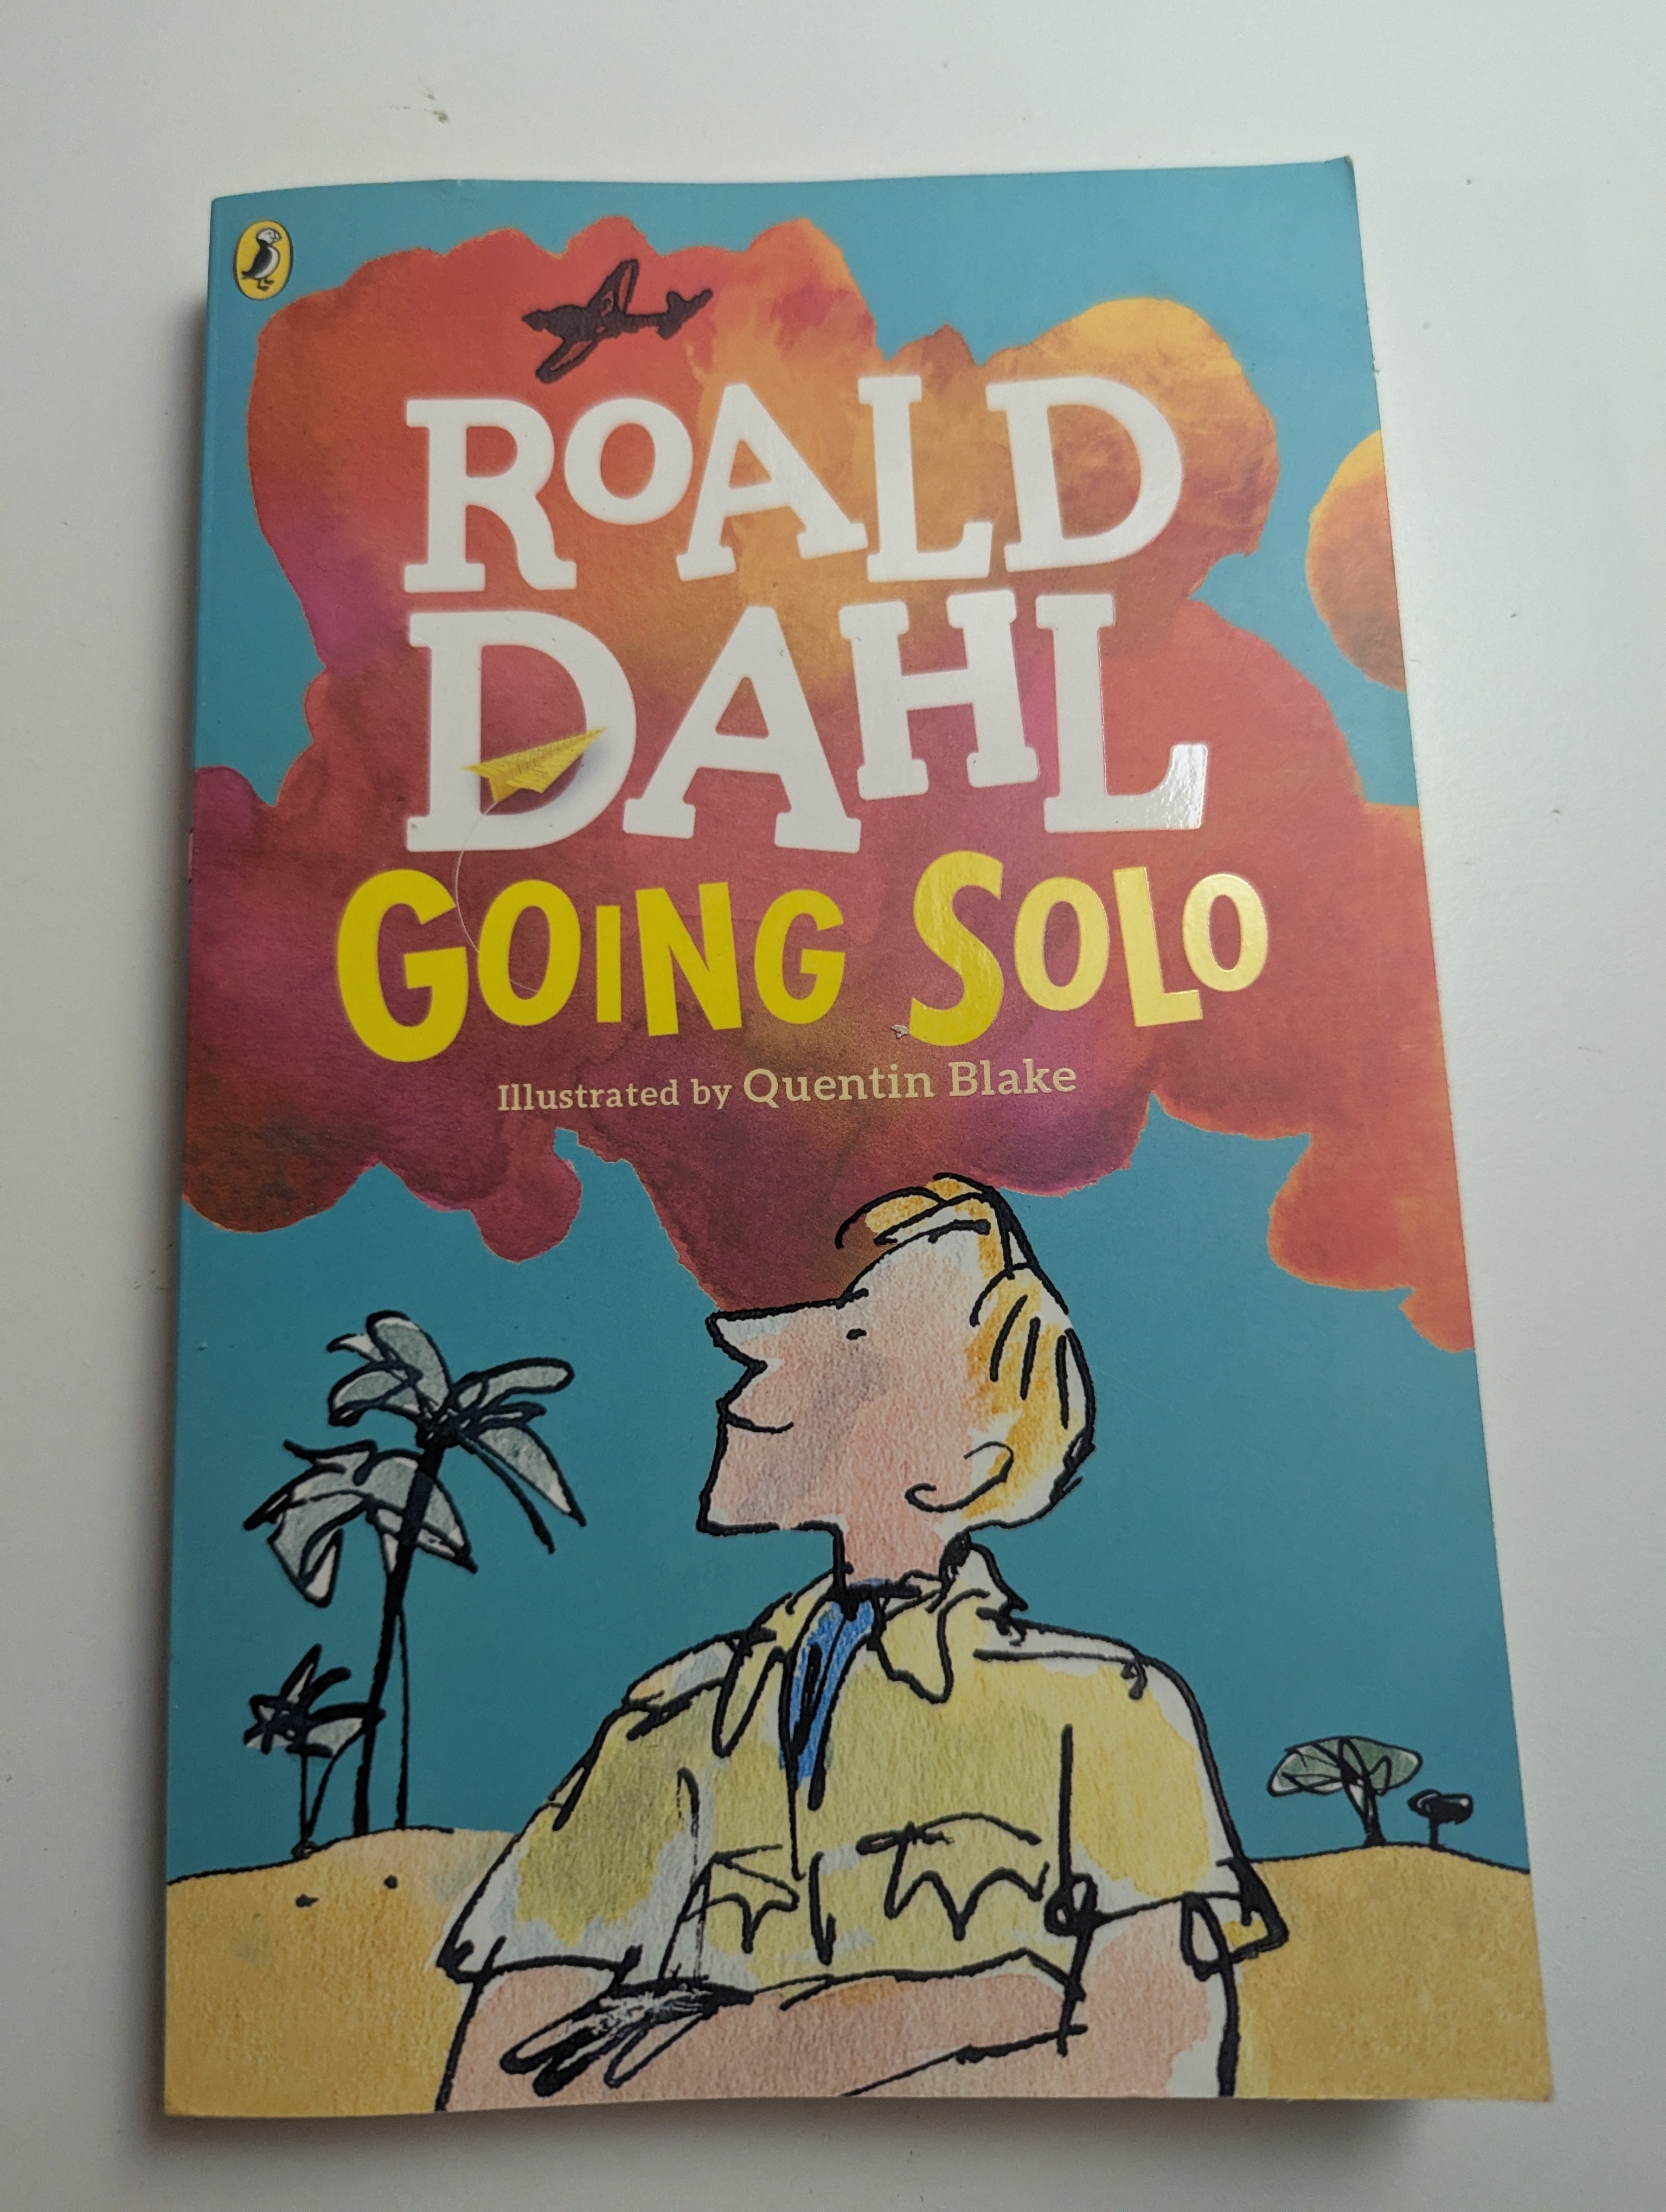 ROALD
DAHL
GOING SOLO
Illustrated by Quentin Blake